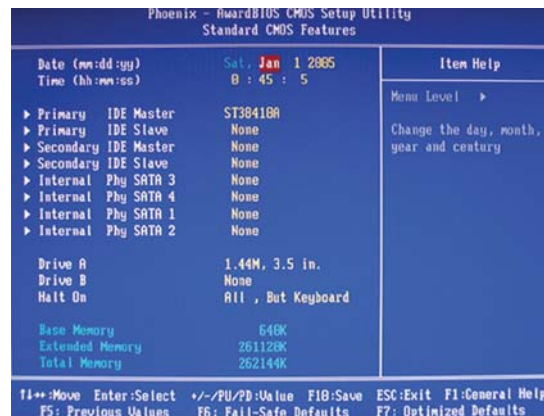 Phoenix - AwardBIOS CMOS Setup Utility
Standard CMOS Features
Date (mm:dd:yy) Sat, Jan 1 2005
Time (hh:mm:ss) 0 : 45 : 5
Item Help
Menu Level ▶
Change the day, month,
year and century
▶ Primary IDE Master ST38410A
▶ Primary IDE Slave None
▶ Secondary IDE Master None
▶ Secondary IDE Slave None
▶ Internal Phy SATA 3 None
▶ Internal Phy SATA 4 None
▶ Internal Phy SATA 1 None
▶ Internal Phy SATA 2 None
Drive A 1.44M, 3.5 in.
Drive B None
Halt On All , But Keyboard
Base Memory 640K
Extended Memory 261120K
Total Memory 262144K
↑↓→←:Move Enter:Select +/-/PU/PD:Value F10:Save ESC:Exit F1:General Help
F5: Previous Values F6: Fail-Safe Defaults F7: Optimized Defaults